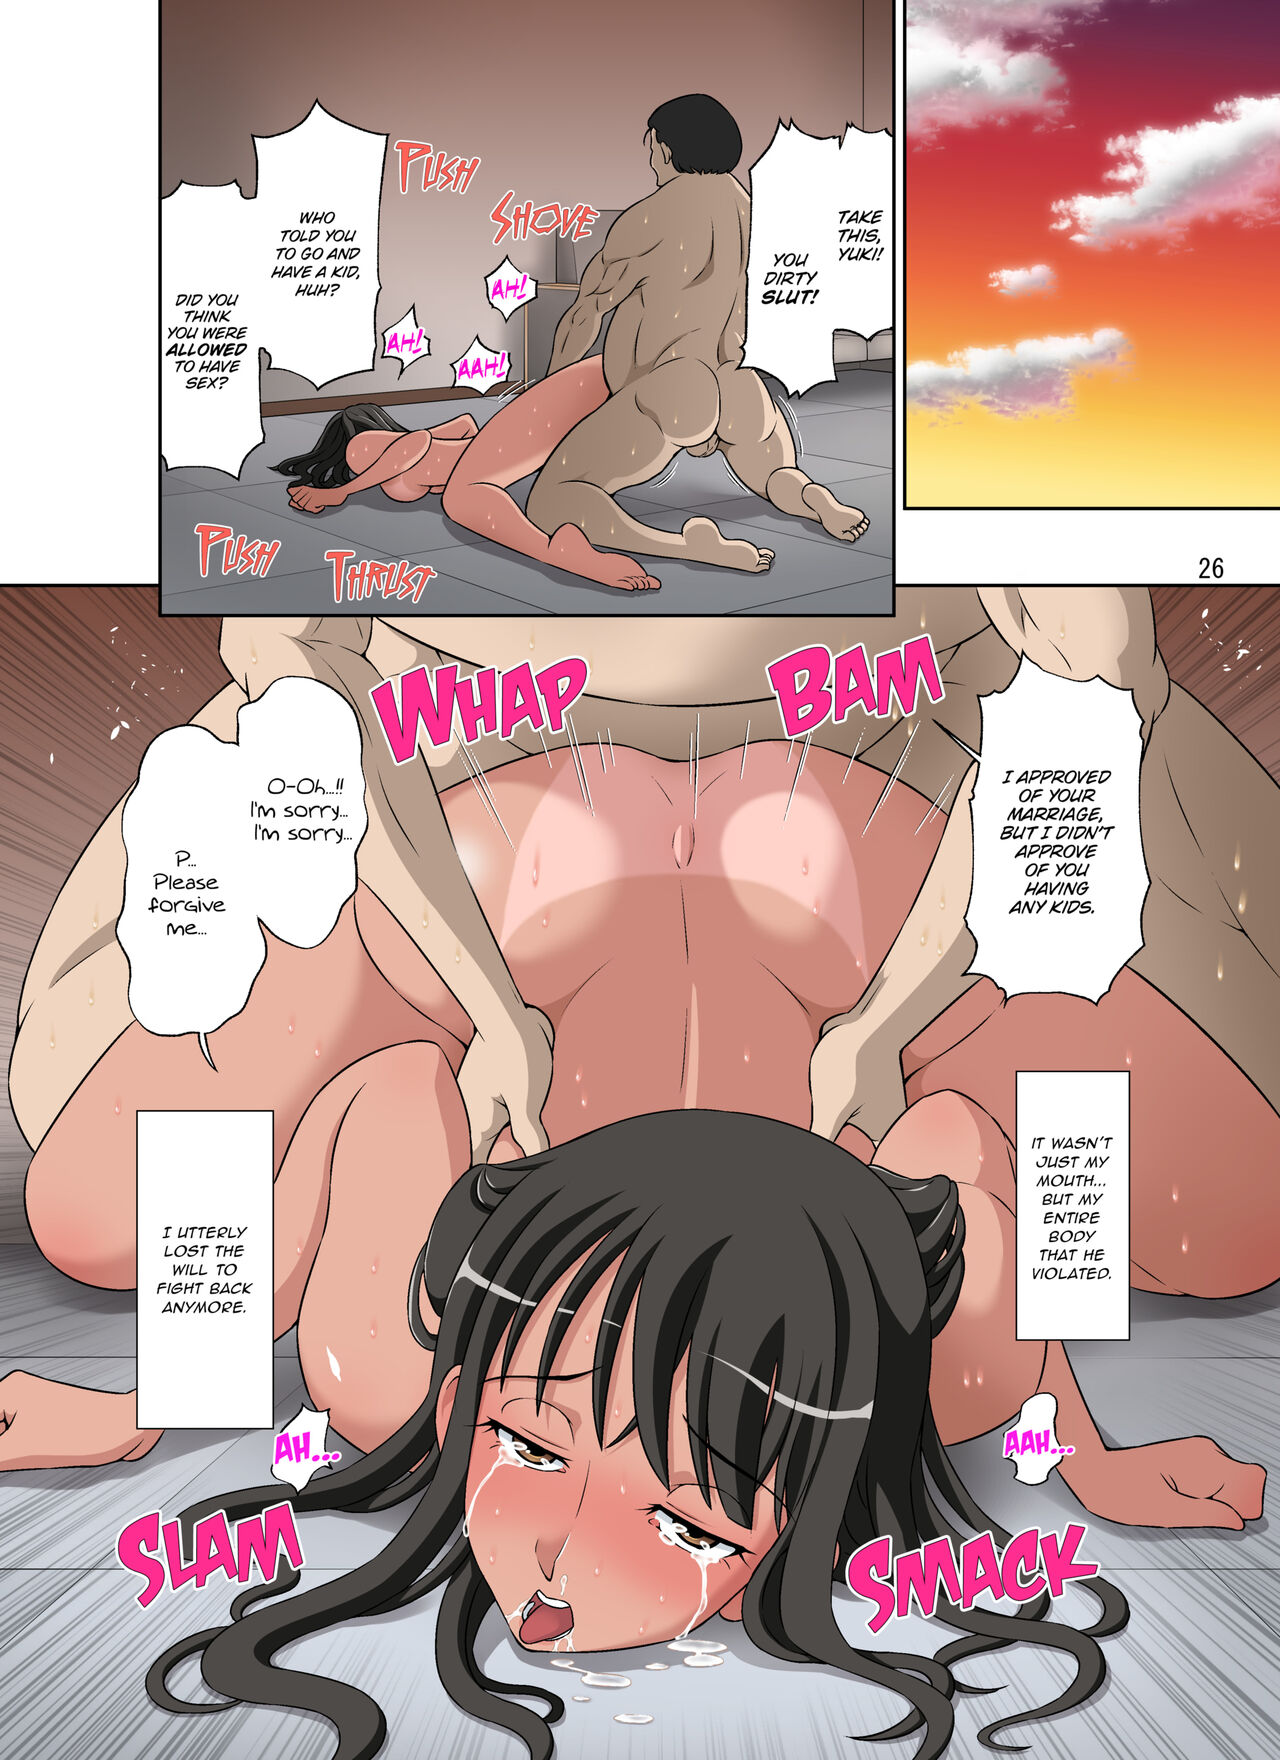 TAKE
THIS,
YUKI!
YOU
DIRTY
SLUT!
PUSH
SHOVE
WHO
TOLD YOU
TO GO AND
HAVE A KID,
HUH?
DID YOU
THINK
YOU WERE
ALLOWED
TO HAVE
SEX?
AH!
AH!
AAH!
PUSH
THRUST
26
WHAP
BAM
I APPROVED
OF YOUR
MARRIAGE,
BUT I DIDN'T
APPROVE
OF YOU
HAVING
ANY KIDS.
O-Oh...!!
I'm sorry...
I'm sorry...
P...
Please
forgive
me...
IT WASN'T
JUST MY
MOUTH...
BUT MY
ENTIRE
BODY
THAT HE
VIOLATED.
I UTTERLY
LOST THE
WILL TO
FIGHT BACK
ANYMORE.
AAH...
AH...
SLAM
SMACK